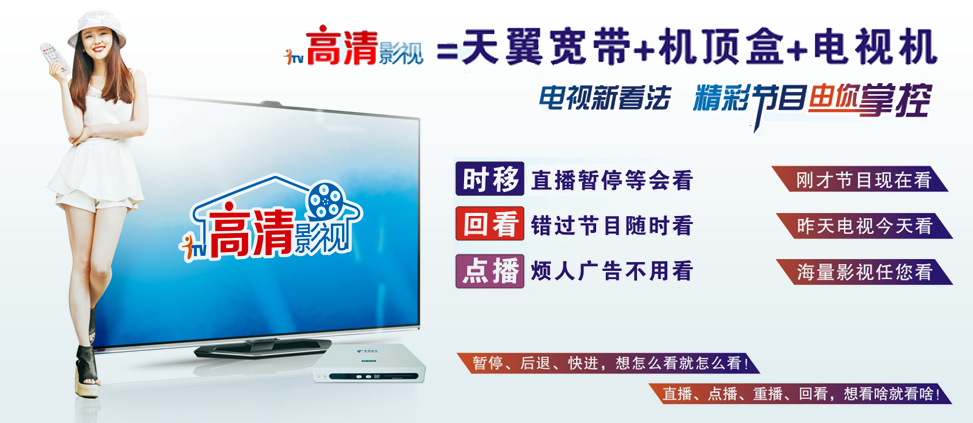 iTV高清影视=天翼宽带+机顶盒+电视机
电视新看法 精彩节目由你掌控
时移 直播暂停等会看 刚才节目现在看
回看 错过节目随时看 昨天电视今天看
点播 烦人广告不用看 海量影视任您看
iTV高清影视
暂停、后退、快进，想怎么看就怎么看！
直播、点播、重播、回看，想看啥就看啥！